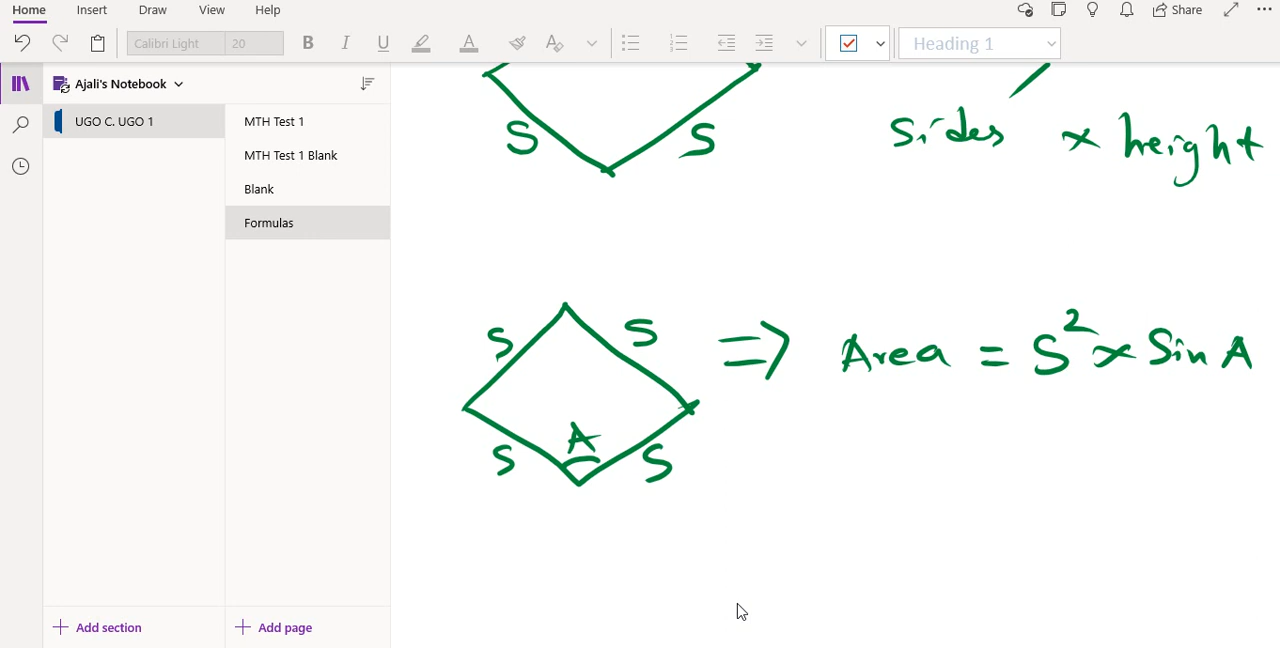 Home Insert Draw View Help Share
Calibri Light 20 B I U A A Heading 1
Ajali's Notebook
UGO C. UGO 1
MTH Test 1
MTH Test 1 Blank
Blank
Formulas
S S
Sides × height
S S
⇒ Area = S² × Sin A
A
S S
Add section
Add page